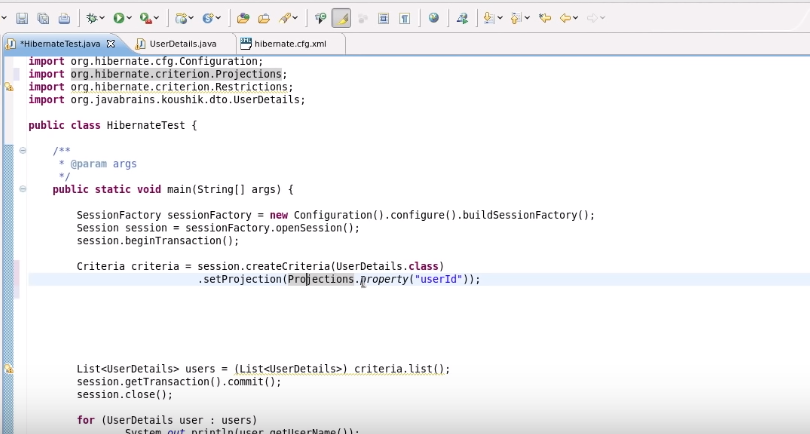 *HibernateTest.java
UserDetails.java
hibernate.cfg.xml
import org.hibernate.cfg.Configuration;
import org.hibernate.criterion.Projections;
import org.hibernate.criterion.Restrictions;
import org.javabrains.koushik.dto.UserDetails;
public class HibernateTest {
/**
* @param args
*/
public static void main(String[] args) {
SessionFactory sessionFactory = new Configuration().configure().buildSessionFactory();
Session session = sessionFactory.openSession();
session.beginTransaction();
Criteria criteria = session.createCriteria(UserDetails.class)
.setProjection(Projections.property("userId"));
List<UserDetails> users = (List<UserDetails>) criteria.list();
session.getTransaction().commit();
session.close();
for (UserDetails user : users)
System.out.println(user.getUserName());